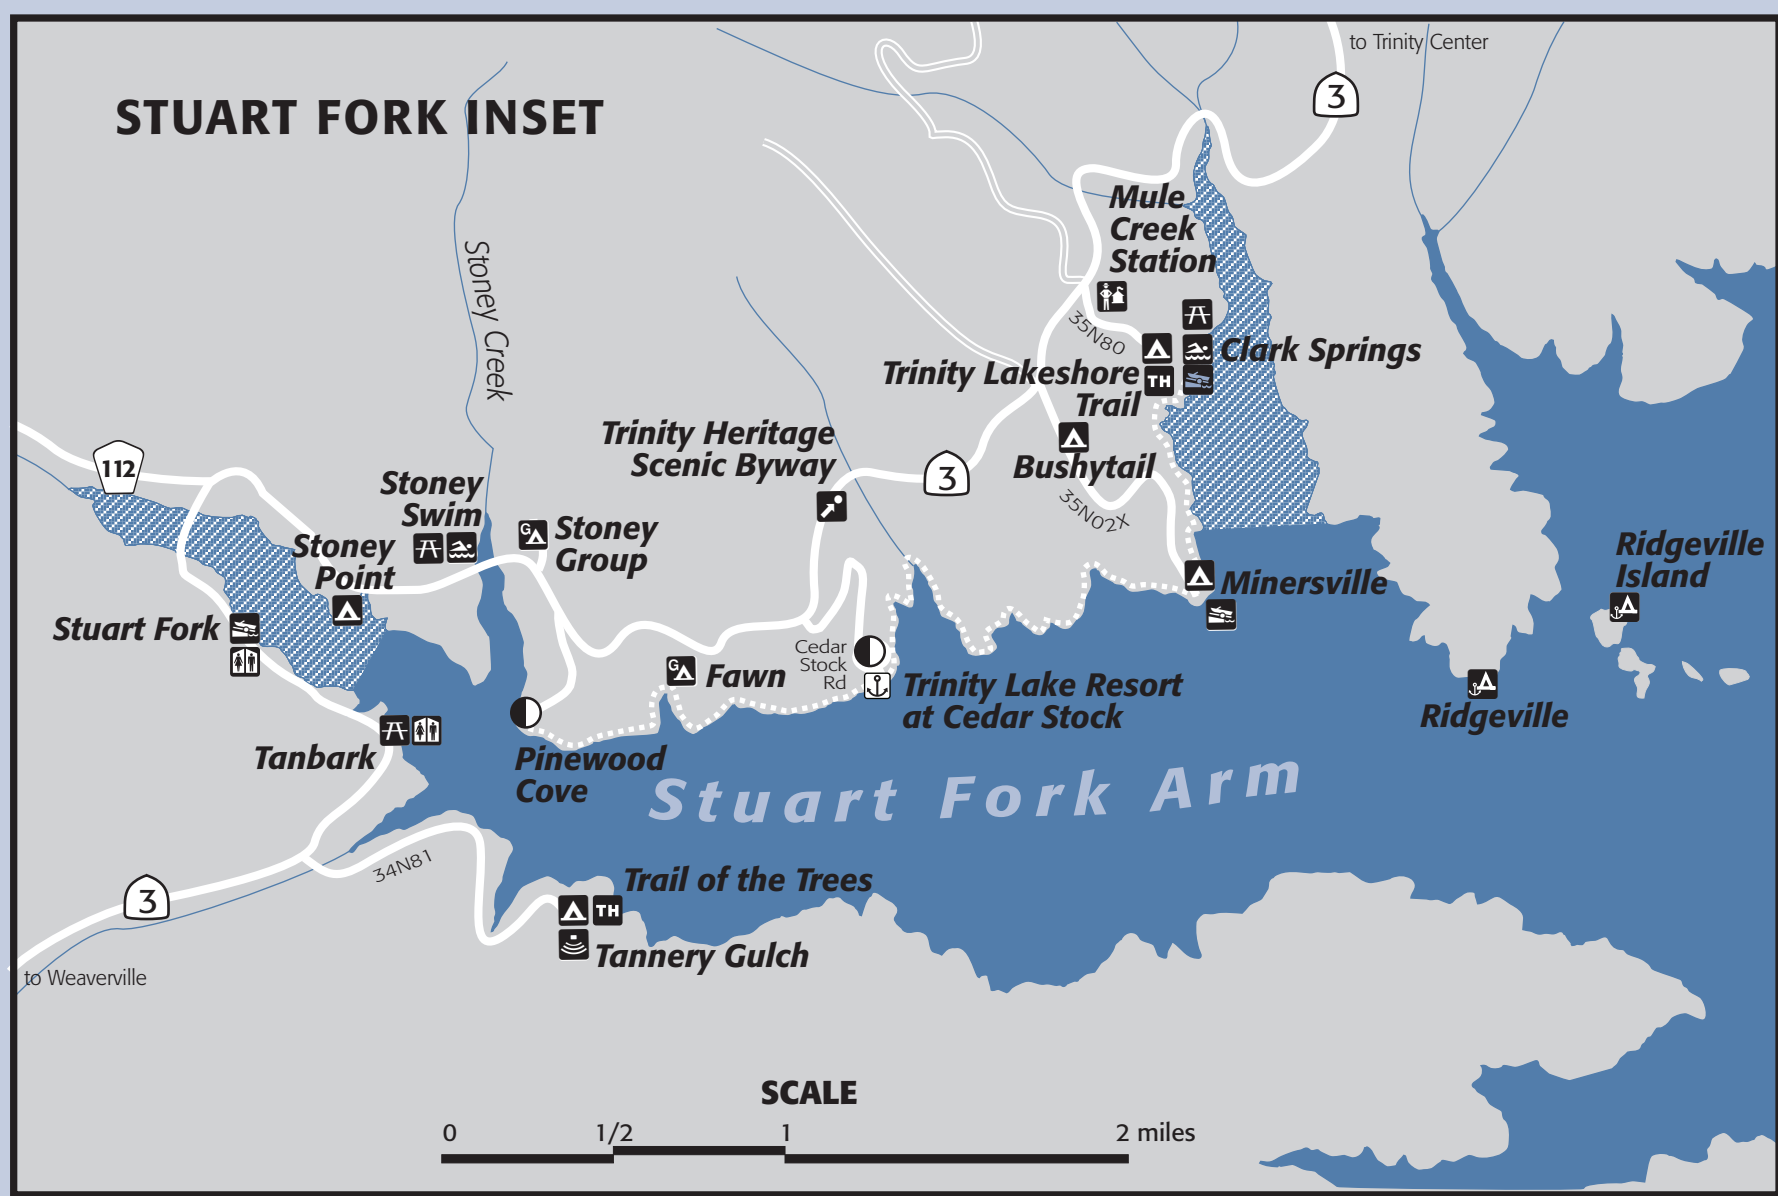 to Trinity Center
3
STUART FORK INSET
Mule
Creek
Station
Stoney Creek
35N80
Clark Springs
Trinity Lakeshore
Trail
TH
Trinity Heritage
Scenic Byway
112
3
Bushytail
35N02X
Stoney
Swim
G
Stoney
Group
Stoney
Point
Ridgeville
Island
Minersville
Stuart Fork
Cedar
Stock
Rd
G
Fawn
Trinity Lake Resort
at Cedar Stock
Ridgeville
Tanbark
Pinewood
Cove
Stuart Fork Arm
34N81
3
Trail of the Trees
TH
Tannery Gulch
to Weaverville
SCALE
0 1/2 1 2 miles